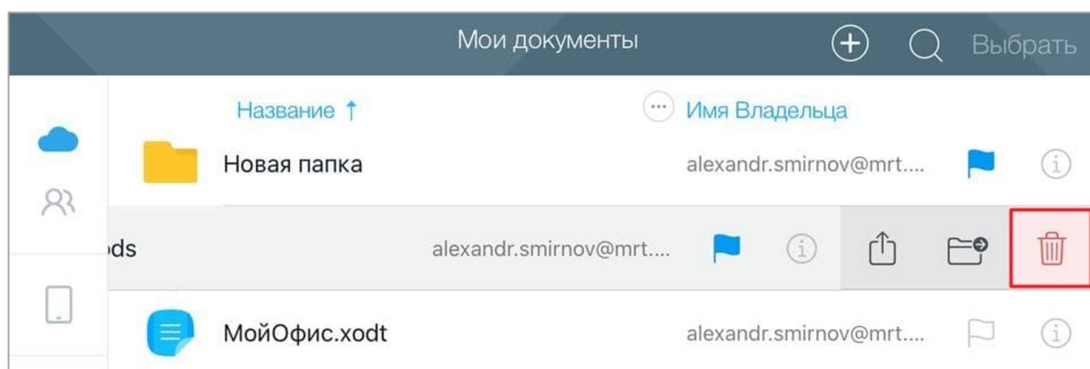 Мои документы Выбрать
Название ↑ Имя Владельца
Новая папка alexandr.smirnov@mrt....
ds alexandr.smirnov@mrt....
МойОфис.xodt alexandr.smirnov@mrt....